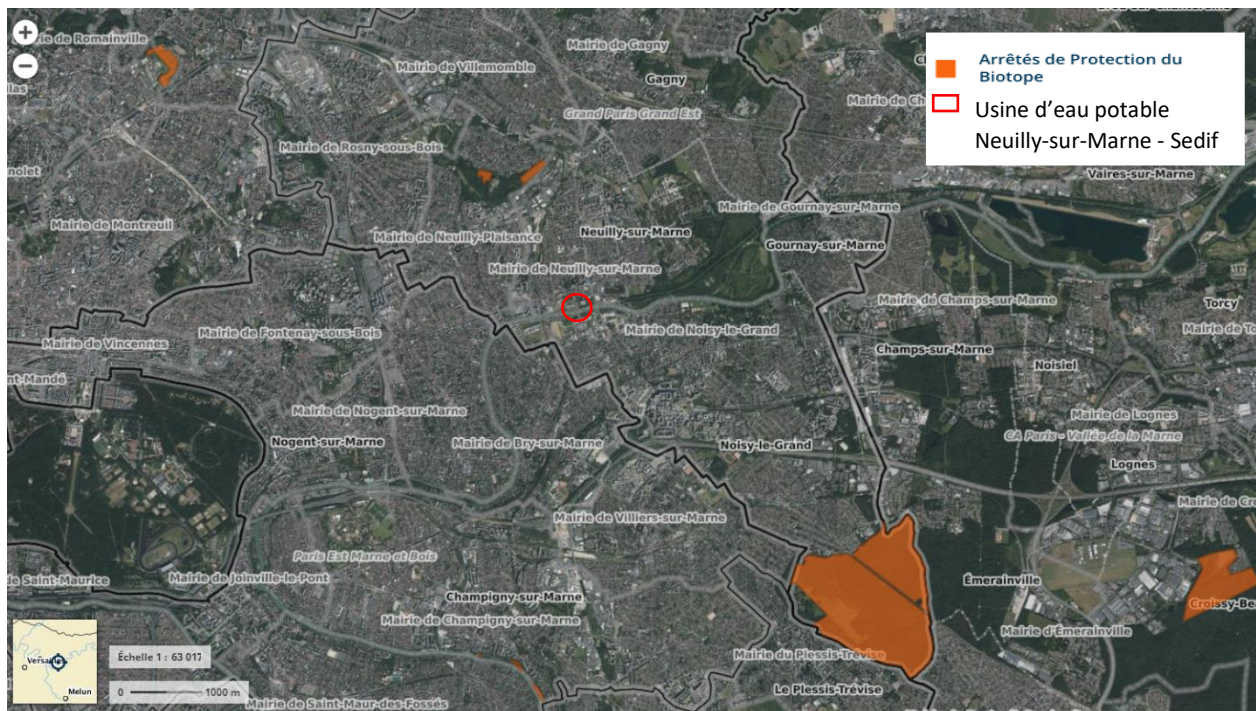 +
−
Mairie de Romainville
Mairie de Gagny
Mairie de Villemomble
Gagny
Grand Paris Grand Est
Arrêtés de Protection du
Biotope
Usine d’eau potable
Neuilly-sur-Marne - Sedif
Mairie de Rosny-sous-Bois
Vaires-sur-Marne
Mairie de Montreuil
Mairie de Gournay-sur-Marne
Mairie de Neuilly-Plaisance
Neuilly-sur-Marne
Gournay-sur-Marne
Mairie de Neuilly-sur-Marne
Mairie de Champs-sur-Marne
Torcy
Mairie de Fontenay-sous-Bois
Mairie de Noisy-le-Grand
Mairie de Vincennes
Champs-sur-Marne
Noisiel
nt-Mandé
Mairie de Nogent-sur-Marne
Mairie de Lognes
Nogent-sur-Marne
Mairie de Bry-sur-Marne
Noisy-le-Grand
CA Paris - Vallée de la Marne
Lognes
Mairie de Villiers-sur-Marne
Paris Est Marne et Bois
de Saint-Maurice
Mairie de Joinville-le-Pont
Émerainville
Champigny-sur-Marne
Croissy-Bea
Mairie de Champigny-sur-Marne
Mairie d'Émerainville
Mairie du Plessis-Trévise
Le Plessis-Trévise
Mairie de Saint-Maur-des-Fossés
Versailles
Melun
Échelle 1 : 63 017
0 1000 m